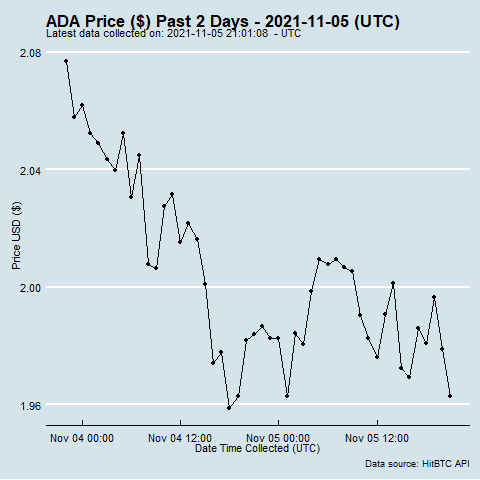 ADA Price ($) Past 2 Days - 2021-11-05 (UTC)
Latest data collected on: 2021-11-05 21:01:08 - UTC
2.08
2.04
2.00
1.96
Price USD ($)
Nov 04 00:00 Nov 04 12:00 Nov 05 00:00 Nov 05 12:00
Date Time Collected (UTC)
Data source: HitBTC API